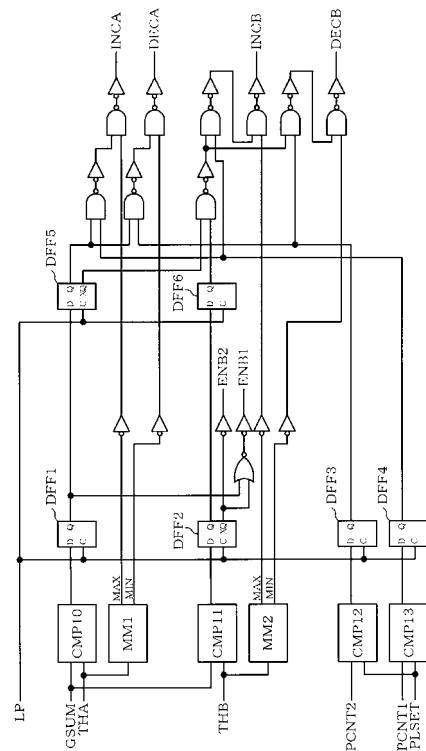 LP
GSUM
THA
THB
PCNT2
PCNT1
PLSET
CMP10
MM1
MAX
MIN
CMP11
MM2
MAX
MIN
CMP12
CMP13
DFF1
D Q
C
DFF2
D Q
C XQ
DFF3
D Q
C
DFF4
D Q
C
ENB2
ENB1
DFF5
D Q
C XQ
DFF6
D Q
C
INCA
DECA
INCB
DECB